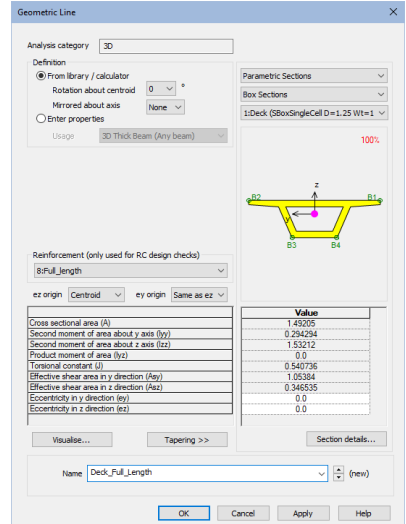 Geometric Line
Analysis category 3D
Definition
From library / calculator
Rotation about centroid 0 °
Mirrored about axis None
Enter properties
Usage 3D Thick Beam (Any beam)
Parametric Sections
Box Sections
1:Deck (SBoxSingleCell D=1.25 Wt=1
100%
z
B2 B1
y
B3 B4
Reinforcement (only used for RC design checks)
8:Full_length
ez origin Centroid ey origin Same as ez
Value
Cross sectional area (A) 1.49205
Second moment of area about y axis (Iyy) 0.294294
Second moment of area about z axis (Izz) 1.53212
Product moment of area (Iyz) 0.0
Torsional constant (J) 0.540736
Effective shear area in y direction (Asy) 1.05384
Effective shear area in z direction (Asz) 0.346535
Eccentricity in y direction (ey) 0.0
Eccentricity in z direction (ez) 0.0
Visualise... Tapering >> Section details...
Name Deck_Full_Length (new)
OK Cancel Apply Help